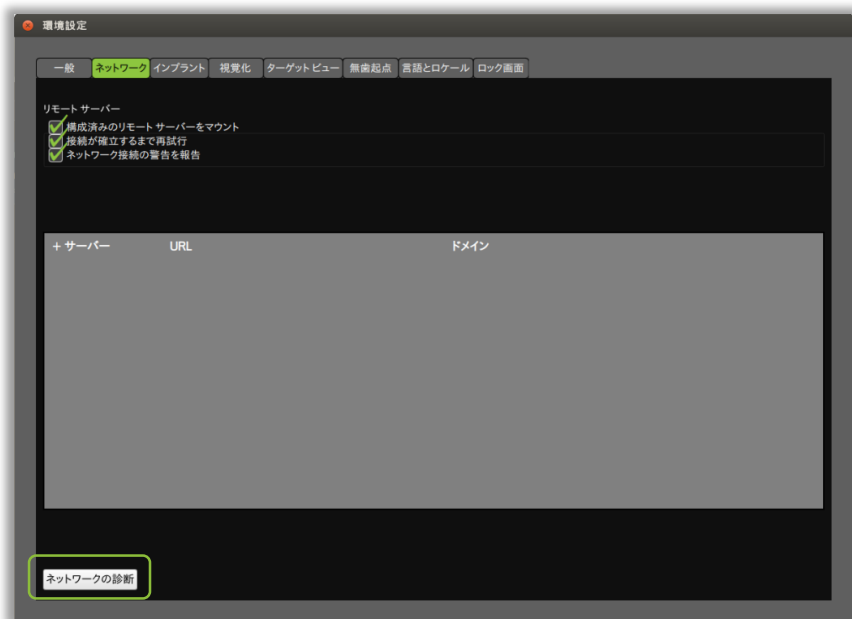 環境設定
一般 ネットワーク インプラント 視覚化 ターゲット ビュー 無歯起点 言語とロケール ロック画面
リモート サーバー
構成済みのリモート サーバーをマウント
接続が確立するまで再試行
ネットワーク接続の警告を報告
+ サーバー URL ドメイン
ネットワークの診断